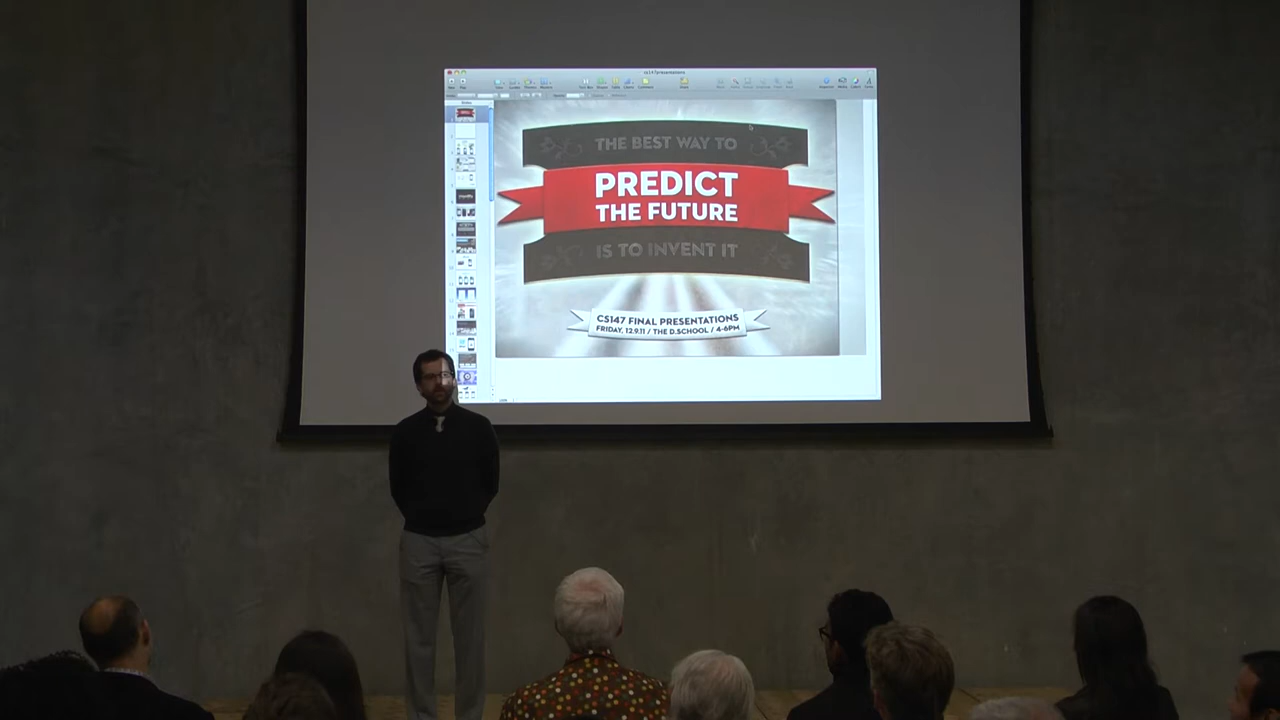 THE BEST WAY TO
PREDICT
THE FUTURE
IS TO INVENT IT
CS147 FINAL PRESENTATIONS
FRIDAY, 12.9.11 / THE D.SCHOOL / 4-6PM